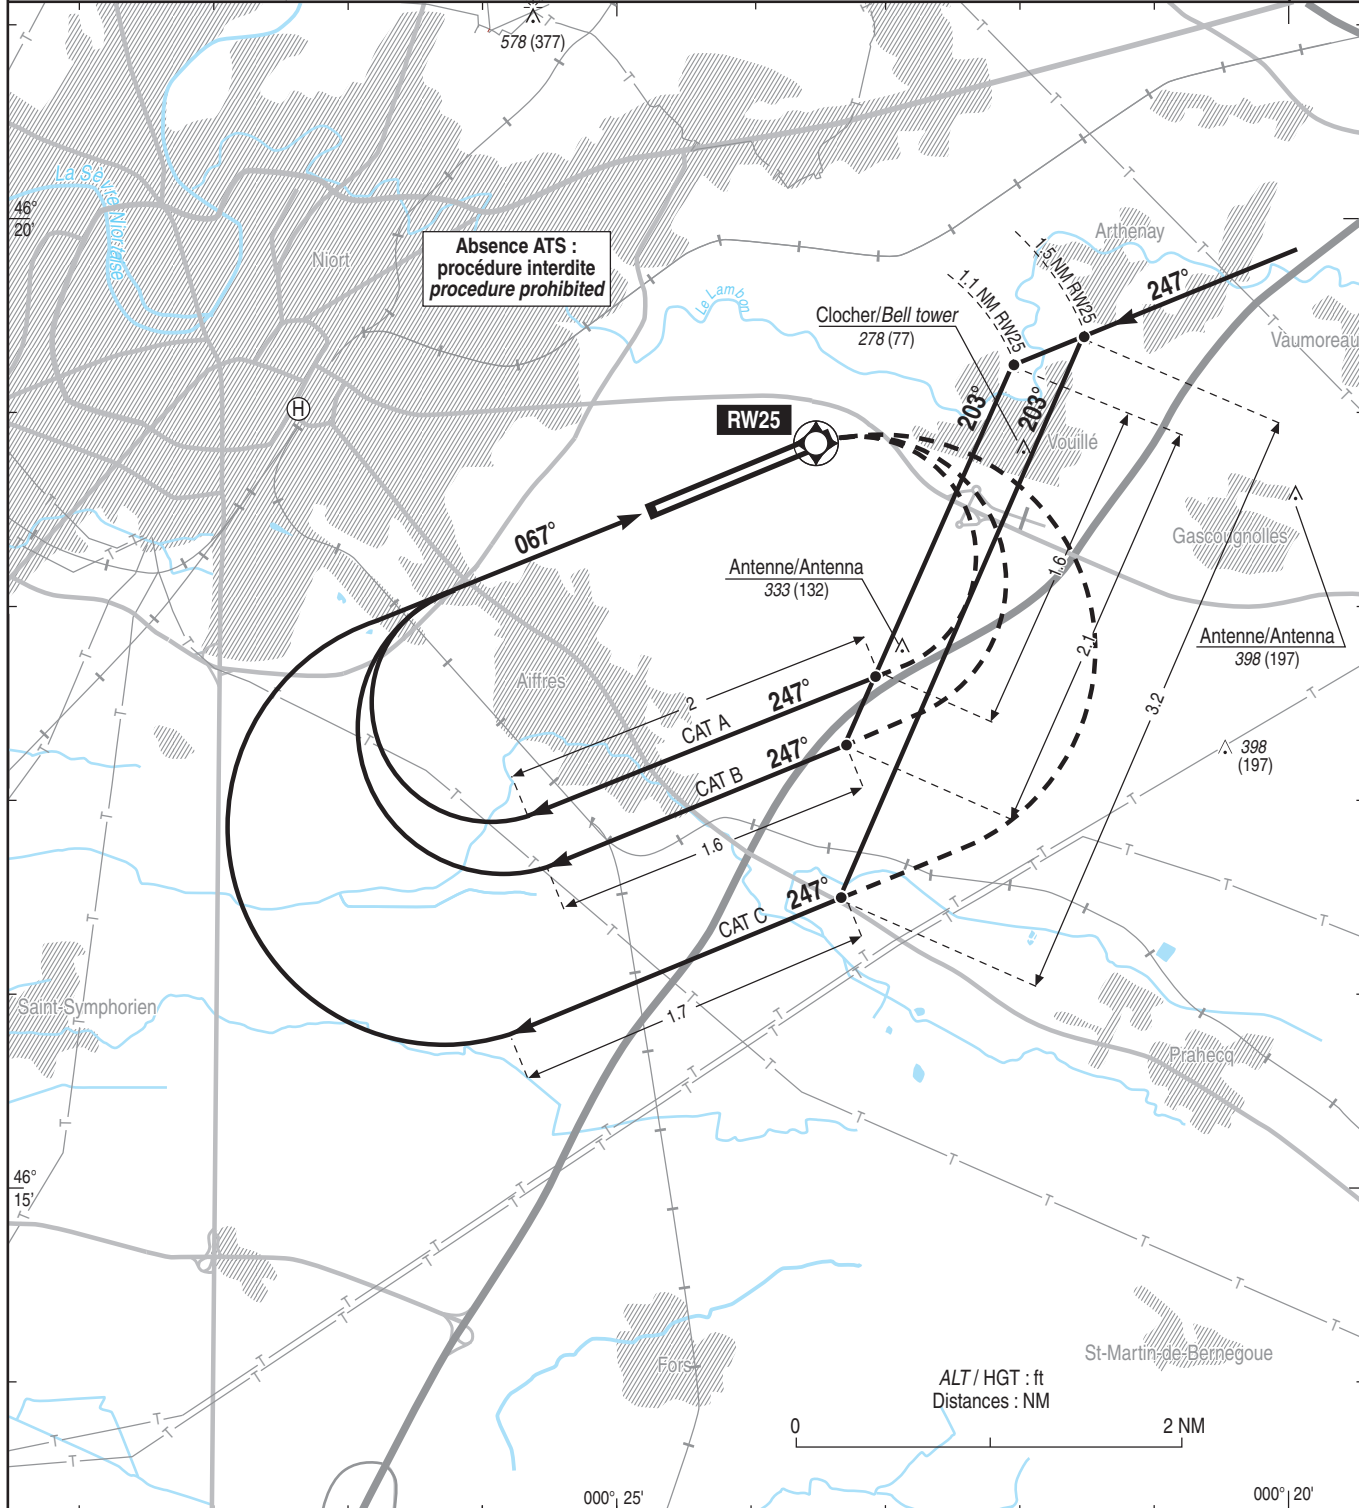 578 (377)
46°
20'
La Sèvre Niortaise
Niort
Absence ATS :
procédure interdite
procedure prohibited
Le Lambon
Arthenay
1.5 NM RW25
1.1 NM RW25
247°
Clocher/Bell tower
278 (77)
Vaumoreau
H
RW25
203°
203°
Vouillé
067°
Gascougnolles
1.6
Antenne/Antenna
333 (132)
Antenne/Antenna
398 (197)
2.1
Aiffres
2
CAT A
247°
3.2
CAT B
247°
398
(197)
1.6
CAT C
247°
1.7
Saint-Symphorien
Prahecq
46°
15'
Fors
St-Martin-de-Bernegoue
ALT / HGT : ft
Distances : NM
0
2 NM
000° 25'
000° 20'